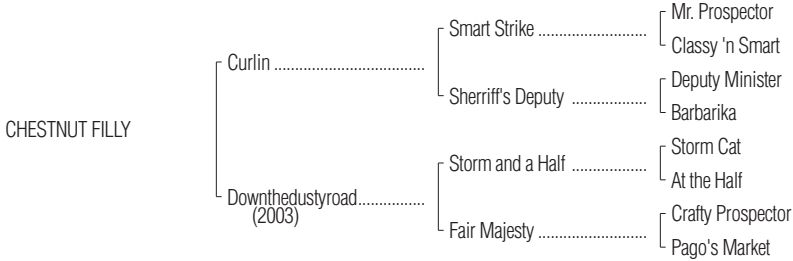 Mr. Prospector
Smart Strike ..........................
Classy 'n Smart
Curlin ....................................
Deputy Minister
Sherriff's Deputy ..................
Barbarika
CHESTNUT FILLY
Storm Cat
Storm and a Half ..................
At the Half
Downthedustyroad................
(2003)
Crafty Prospector
Fair Majesty ..........................
Pago's Market